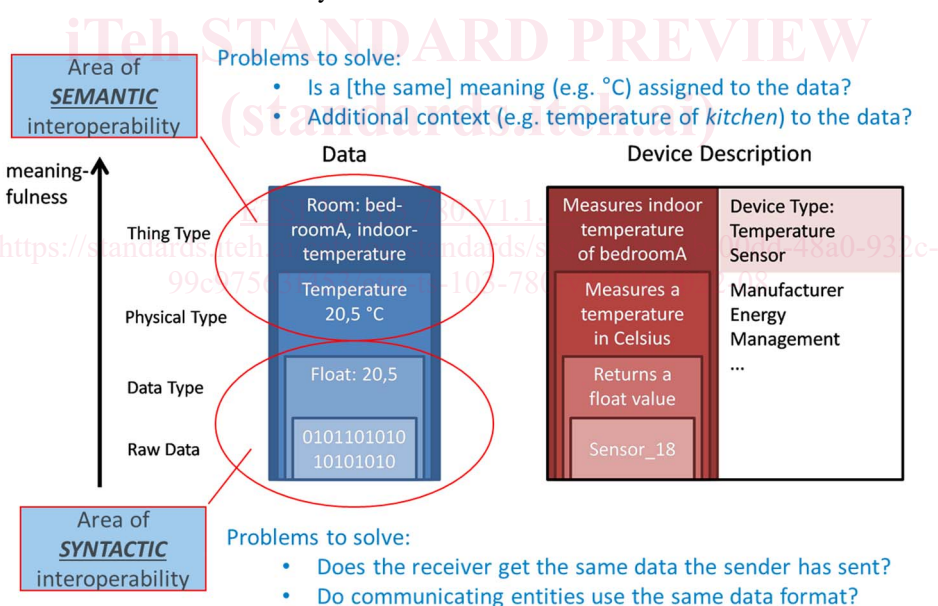 iTeh STANDARD PREVIEW
(standards.iteh.ai)
Area of
SEMANTIC
interoperability
Problems to solve:
• Is a [the same] meaning (e.g. °C) assigned to the data?
• Additional context (e.g. temperature of kitchen) to the data?
meaning-
fulness
Data
Device Description
Thing Type
Room: bed-
roomA, indoor-
temperature
Measures indoor
temperature
of bedroomA
Device Type:
Temperature
Sensor
Physical Type
Temperature
20,5 °C
Measures a
temperature
in Celsius
Manufacturer
Energy
Management
...
Data Type
Float: 20,5
Returns a
float value
Raw Data
0101101010
10101010
Sensor_18
Area of
SYNTACTIC
interoperability
Problems to solve:
• Does the receiver get the same data the sender has sent?
• Do communicating entities use the same data format?